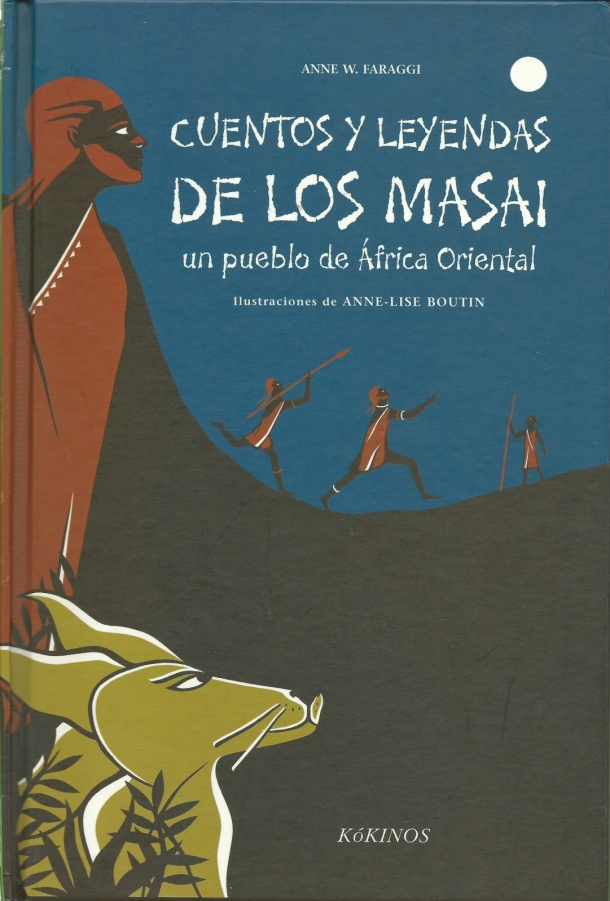 ANNE W. FARAGGI
CUENTOS Y LEYENDAS
DE LOS MASAI
un pueblo de África Oriental
Ilustraciones de ANNE-LISE BOUTIN
KóKINOS